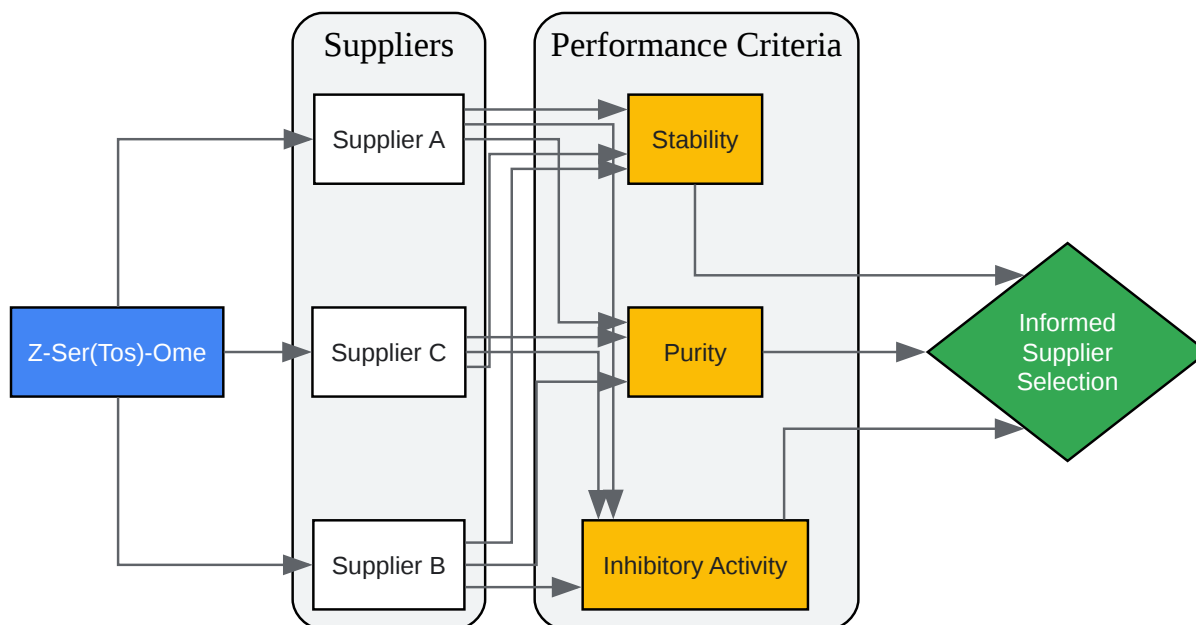 Suppliers
Performance Criteria
Supplier A
Stability
Z-Ser(Tos)-Ome
Supplier C
Purity
Informed
Supplier
Selection
Supplier B
Inhibitory Activity